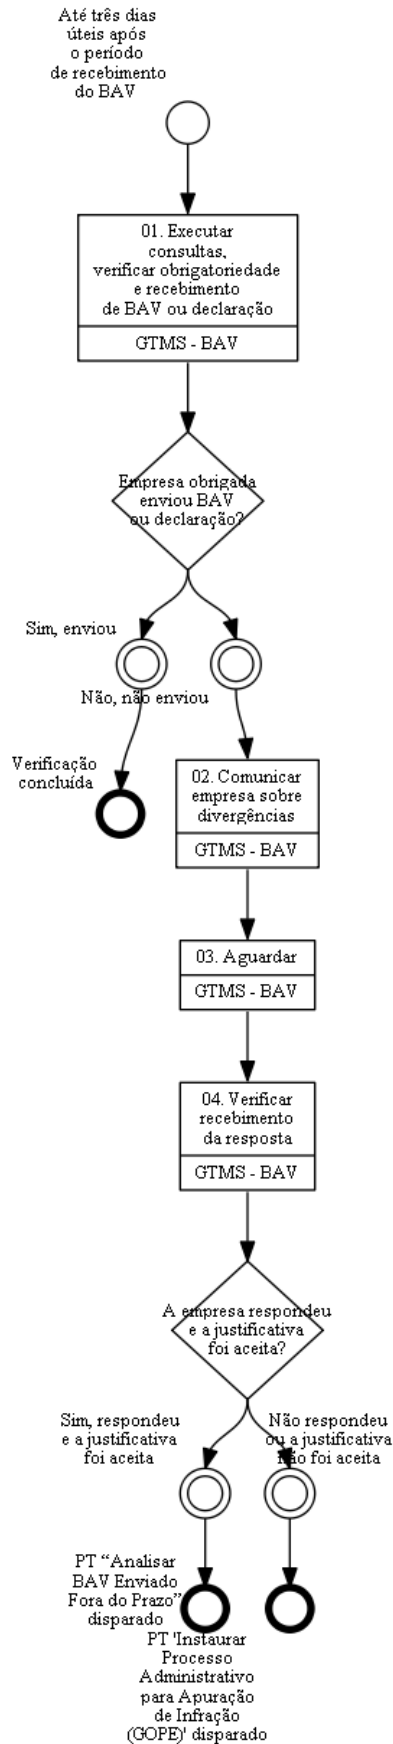 Até três dias
úteis após
o período
de recebimento
do BAV
01. Executar
consultas,
verificar obrigatoriedade
e recebimento
de BAV ou declaração
GTMS - BAV
Empresa obrigada
enviou BAV
ou declaração?
Sim, enviou
Não, não enviou
Verificação
concluída
02. Comunicar
empresa sobre
divergências
GTMS - BAV
03. Aguardar
GTMS - BAV
04. Verificar
recebimento
da resposta
GTMS - BAV
A empresa respondeu
e a justificativa
foi aceita?
Sim, respondeu
e a justificativa
foi aceita
Não respondeu
ou a justificativa
não foi aceita
PT “Analisar
BAV Enviado
Fora do Prazo”
disparado
PT 'Instaurar
Processo
Administrativo
para Apuração
de Infração
(GOPE)' disparado